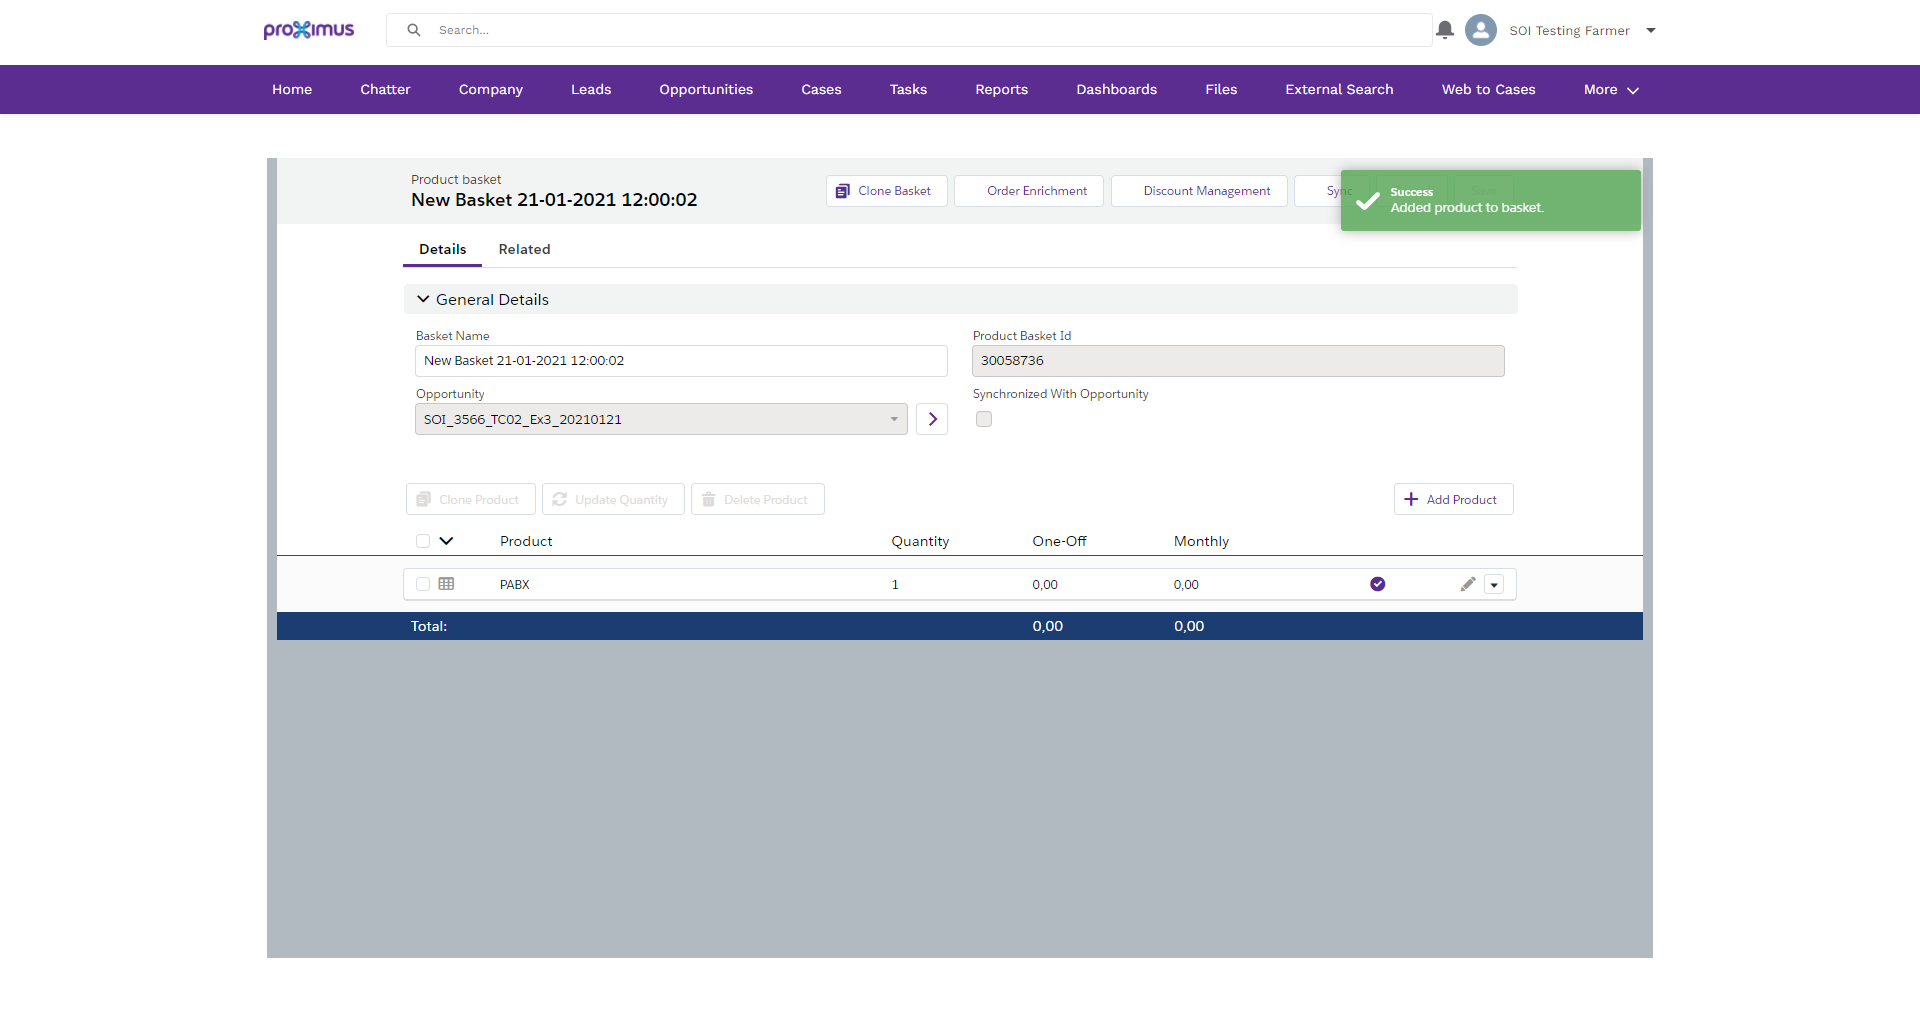 proximus
Search...
SOI Testing Farmer
Home Chatter Company Leads Opportunities Cases Tasks Reports Dashboards Files External Search Web to Cases More
Product basket
New Basket 21-01-2021 12:00:02
Clone Basket Order Enrichment Discount Management Sync
Success
Added product to basket.
Details Related
General Details
Basket Name Product Basket Id
New Basket 21-01-2021 12:00:02 30058736
Opportunity Synchronized With Opportunity
SOI_3566_TC02_Ex3_20210121
Clone Product Update Quantity Delete Product Add Product
Product Quantity One-Off Monthly
PABX 1 0,00 0,00
Total: 0,00 0,00